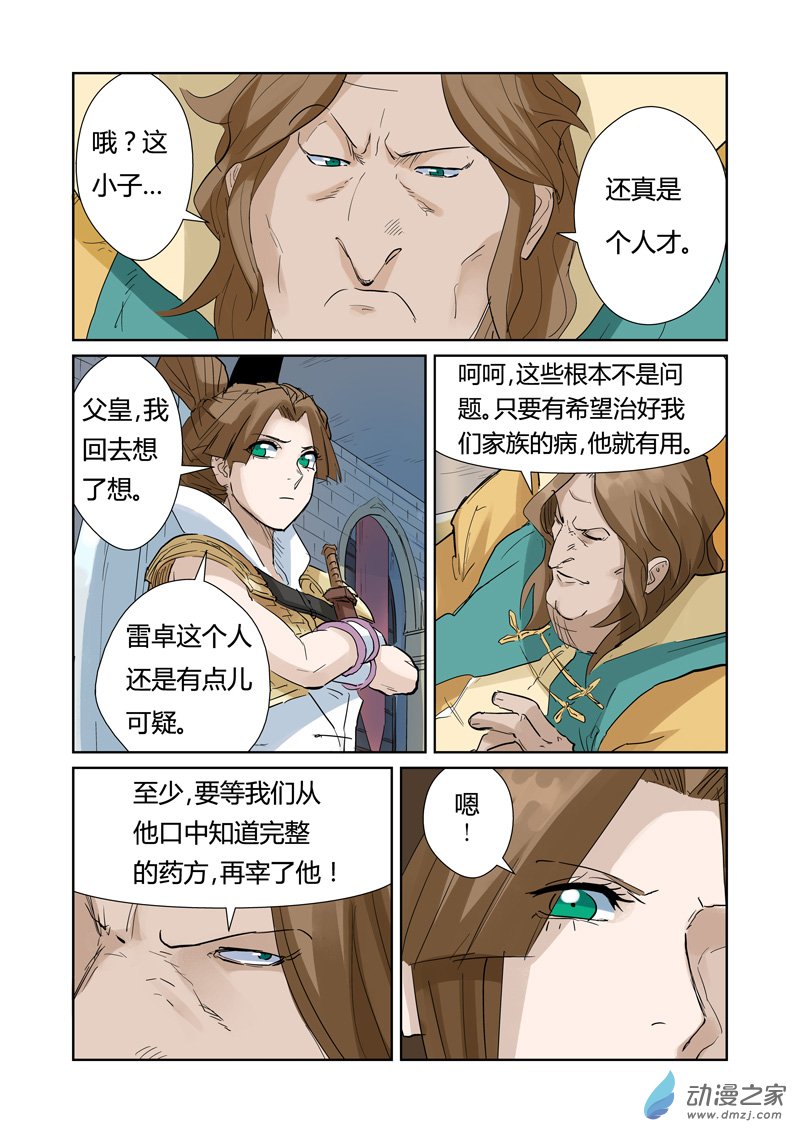 哦？这
小子…
还真是
个人才。
父皇，我
回去想
了想。
雷卓这个人
还是有点儿
可疑。
呵呵，这些根本不是问
题。只要有希望治好我
们家族的病，他就有用。
至少，要等我们从
他口中知道完整
的药方，再宰了他！
嗯
！
动漫之家
www.dmzj.com